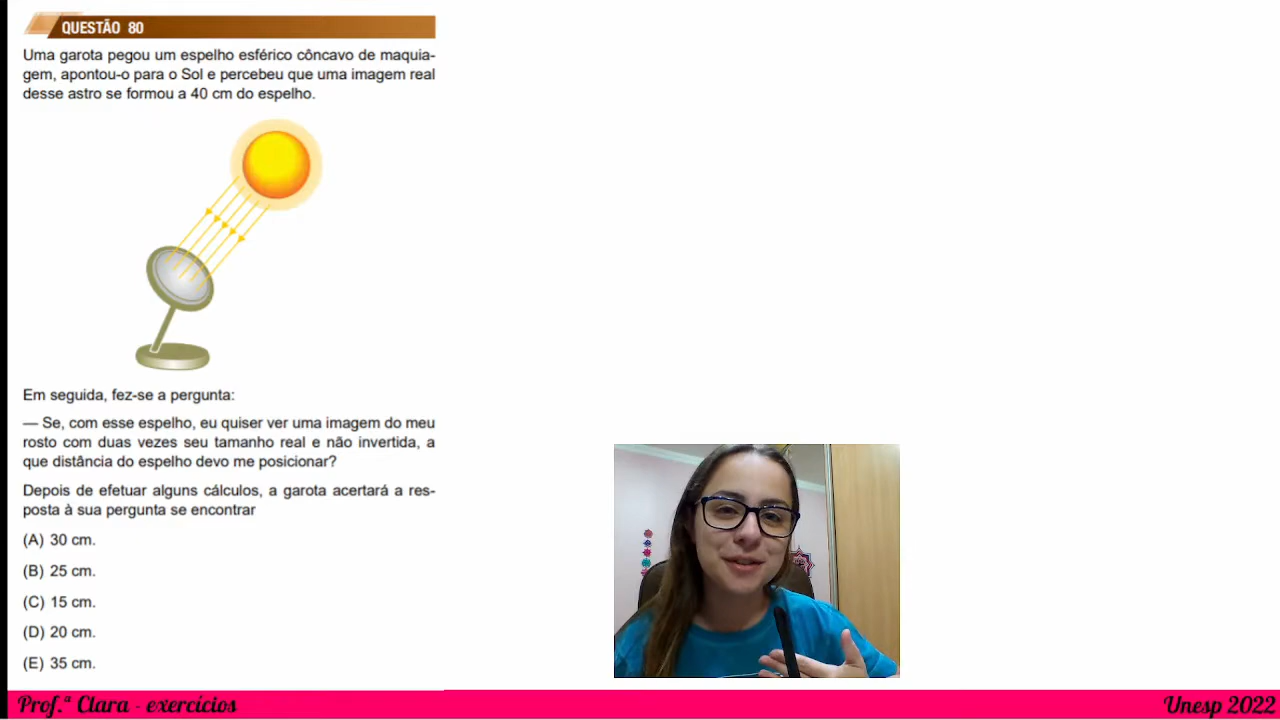 QUESTÃO 80
Uma garota pegou um espelho esférico côncavo de maquia-
gem, apontou-o para o Sol e percebeu que uma imagem real
desse astro se formou a 40 cm do espelho.
Em seguida, fez-se a pergunta:
— Se, com esse espelho, eu quiser ver uma imagem do meu
rosto com duas vezes seu tamanho real e não invertida, a
que distância do espelho devo me posicionar?
Depois de efetuar alguns cálculos, a garota acertará a res-
posta à sua pergunta se encontrar
(A) 30 cm.
(B) 25 cm.
(C) 15 cm.
(D) 20 cm.
(E) 35 cm.
Prof.ª Clara - exercícios
Unesp 2022